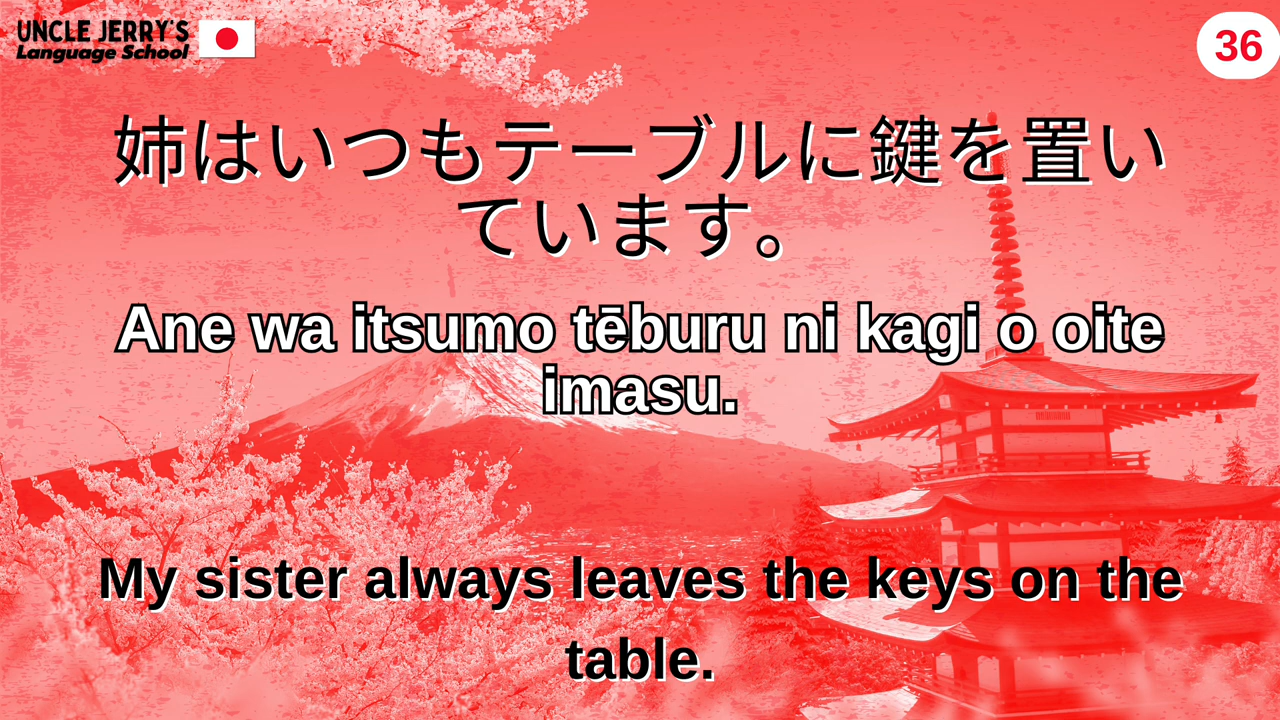 UNCLE JERRY'S
Language School
36
姉はいつもテーブルに鍵を置い
ています。
Ane wa itsumo tēburu ni kagi o oite
imasu.
My sister always leaves the keys on the
table.